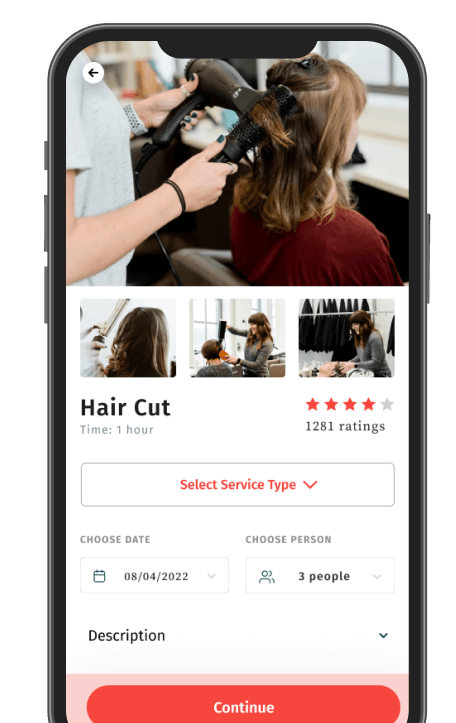 Hair Cut
Time: 1 hour
1281 ratings
Select Service Type
CHOOSE DATE
CHOOSE PERSON
08/04/2022
3 people
Description
Continue